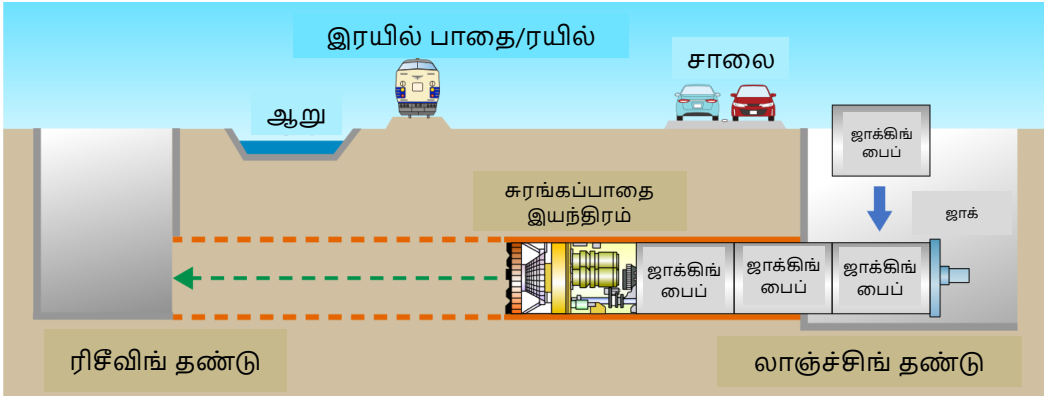 இரயில் பாதை/ரயில்
சாலை
ஆறு
ஜாக்கிங்
பைப்
சுரங்கப்பாதை
இயந்திரம்
ஜாக்
ஜாக்கிங்
பைப்
ஜாக்கிங்
பைப்
ஜாக்கிங்
பைப்
ரிசீவிங் தண்டு
லாஞ்ச்சிங் தண்டு